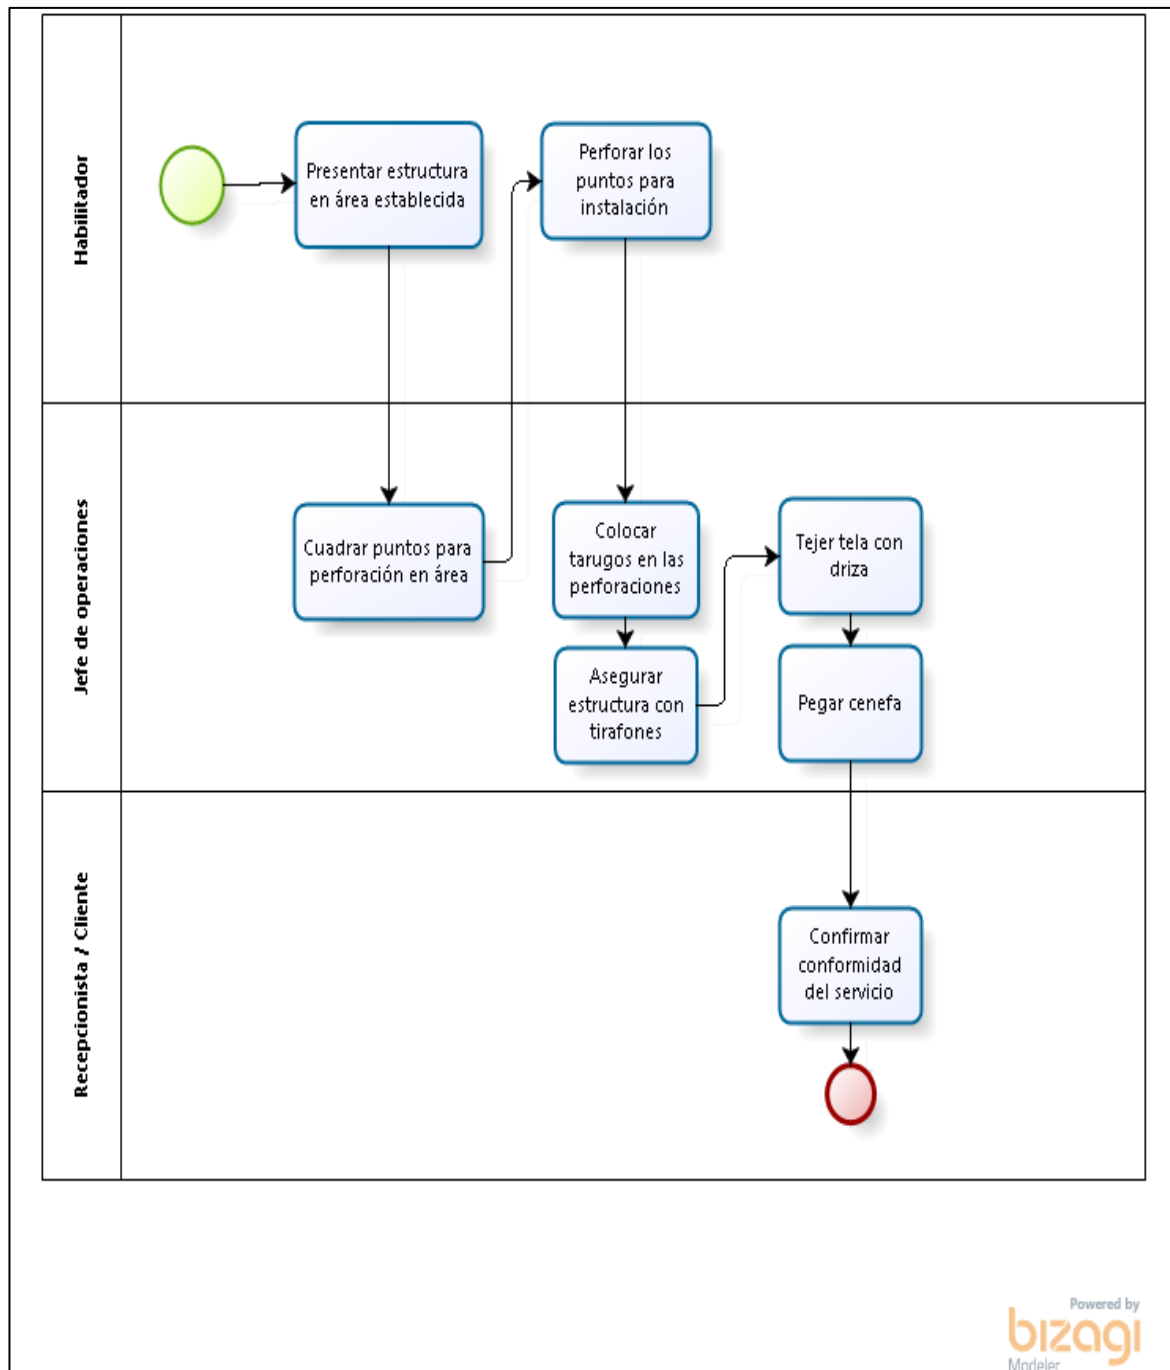 Habilitador
Presentar estructura
en área establecida
Perforar los
puntos para
instalación
Jefe de operaciones
Cuadrar puntos para
perforación en área
Colocar
tarugos en las
perforaciones
Asegurar
estructura con
tirafones
Tejer tela con
driza
Pegar cenefa
Recepcionista / Cliente
Confirmar
conformidad
del servicio
Powered by
bizagi
Modeler